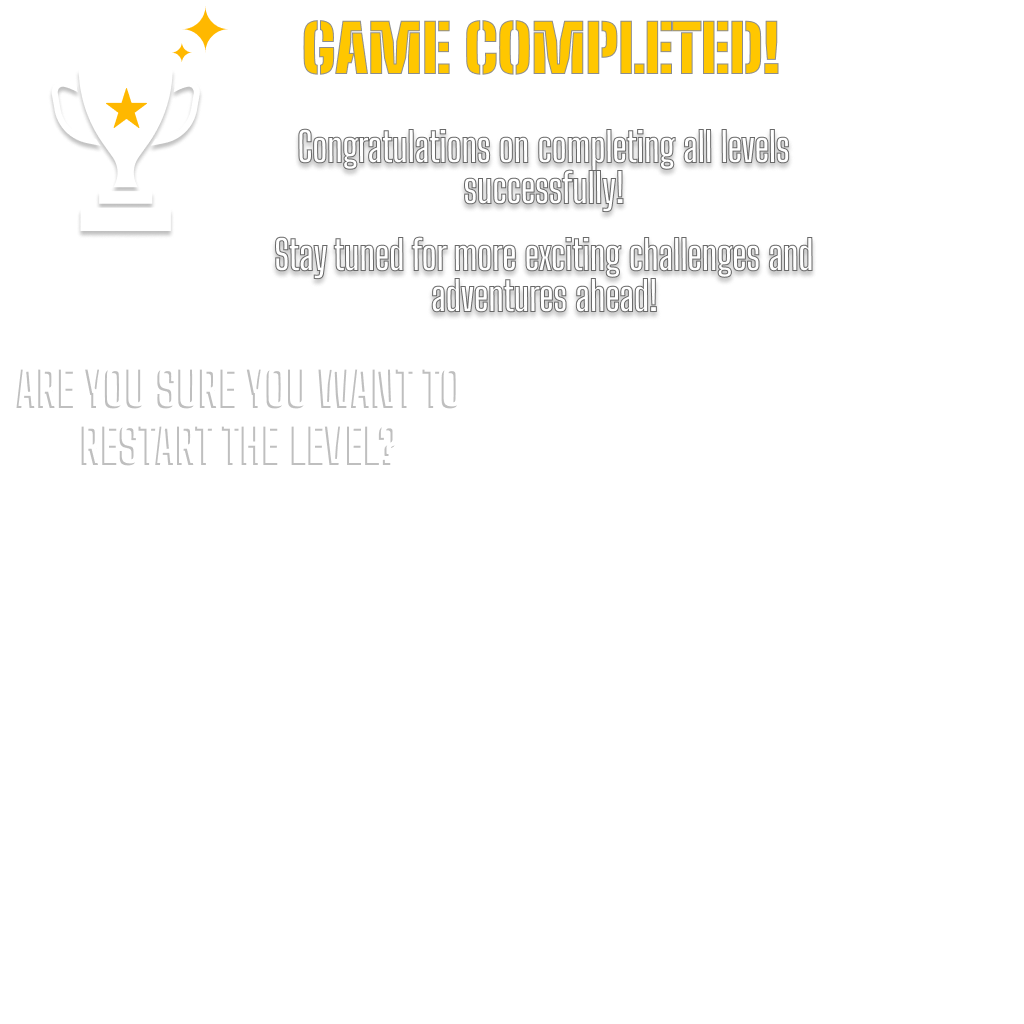 GAME COMPLETED!
Congratulations on completing all levels
successfully!
Stay tuned for more exciting challenges and
adventures ahead!
ARE YOU SURE YOU WANT TO
RESTART THE LEVEL?